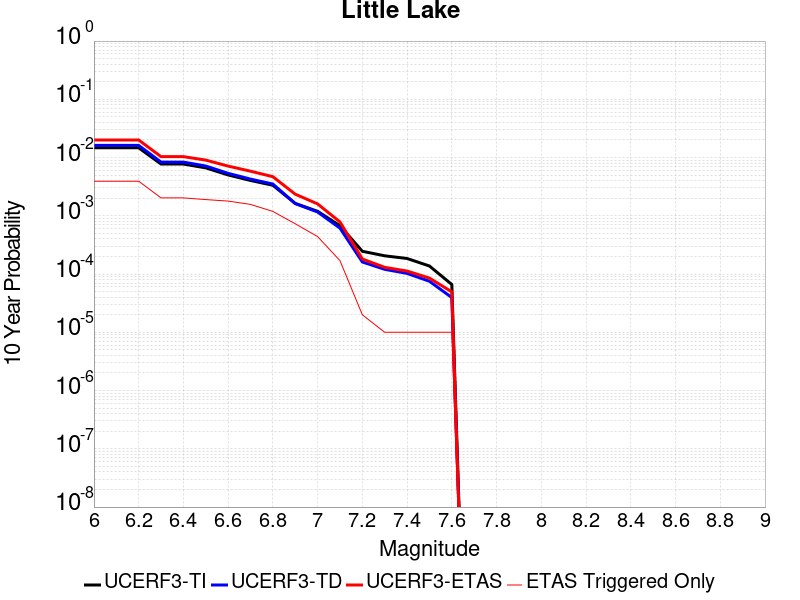 Little Lake
10 0
10 -1
10 -2
10 -3
10 -4
10 -5
10 -6
10 -7
10 -8
10 Year Probability
6 6.2 6.4 6.6 6.8 7 7.2 7.4 7.6 7.8 8 8.2 8.4 8.6 8.8 9
Magnitude
UCERF3-TI UCERF3-TD UCERF3-ETAS ETAS Triggered Only